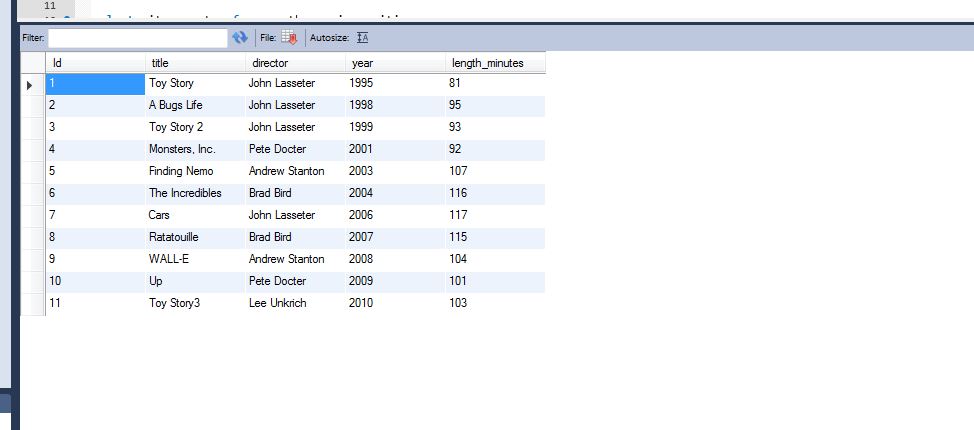 11
Filter: File: Autosize:
Id title director year length_minutes
1 Toy Story John Lasseter 1995 81
2 A Bugs Life John Lasseter 1998 95
3 Toy Story 2 John Lasseter 1999 93
4 Monsters, Inc. Pete Docter 2001 92
5 Finding Nemo Andrew Stanton 2003 107
6 The Incredibles Brad Bird 2004 116
7 Cars John Lasseter 2006 117
8 Ratatouille Brad Bird 2007 115
9 WALL-E Andrew Stanton 2008 104
10 Up Pete Docter 2009 101
11 Toy Story3 Lee Unkrich 2010 103